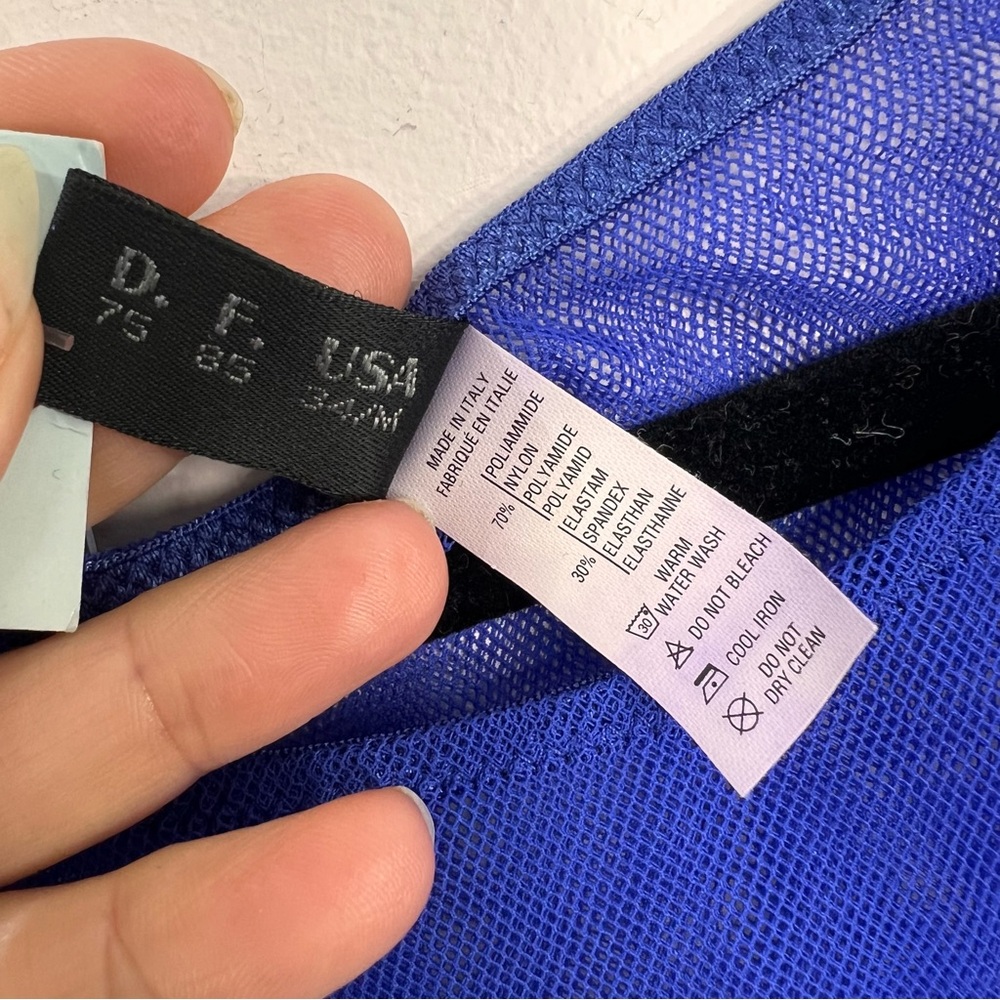 D.
75
F.
85
USA
34/M
MADE IN ITALY
FABRIQUÉ EN ITALIE
70%
POLIAMMIDE
NYLON
POLYAMIDE
POLYAMID
30%
ELASTAM
SPANDEX
ELASTHAN
ELASTHANNE
30°
WARM
WATER WASH
DO NOT BLEACH
COOL IRON
DO NOT
DRY CLEAN